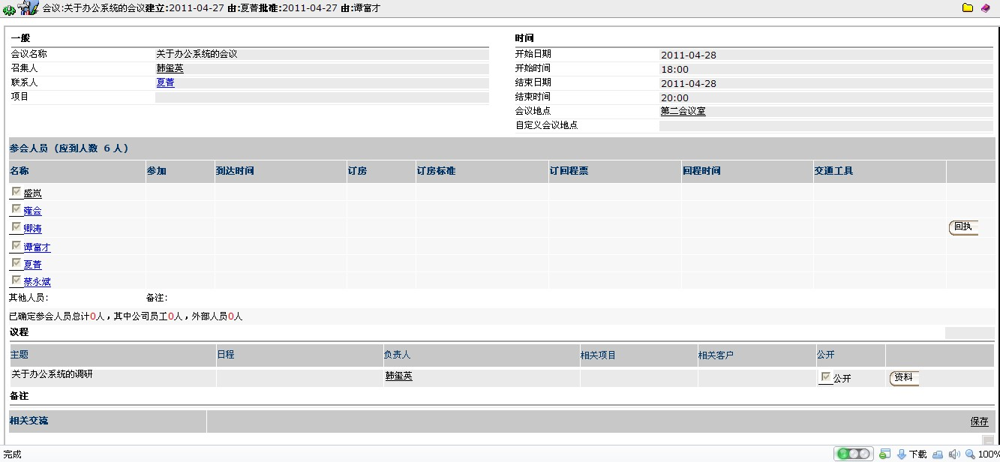 会议:关于办公系统的会议建立:2011-04-27 由:夏菁批准:2011-04-27 由:谭富才
一般
会议名称 关于办公系统的会议
召集人 韩玺英
联系人 夏菁
项目
时间
开始日期 2011-04-28
开始时间 18:00
结束日期 2011-04-28
结束时间 20:00
会议地点 第二会议室
自定义会议地点
参会人员（应到人数 6 人）
名称 参加 到达时间 订房 订房标准 订回程票 回程时间 交通工具
盛岚
雍会
卿涛 回执
谭富才
夏菁
蔡永斌
其他人员: 备注:
已确定参会人员总计0人，其中公司员工0人，外部人员0人
议程
主题 日程 负责人 相关项目 相关客户 公开
关于办公系统的调研 韩玺英 公开 资料
备注
相关交流 保存
完成 下载 100%